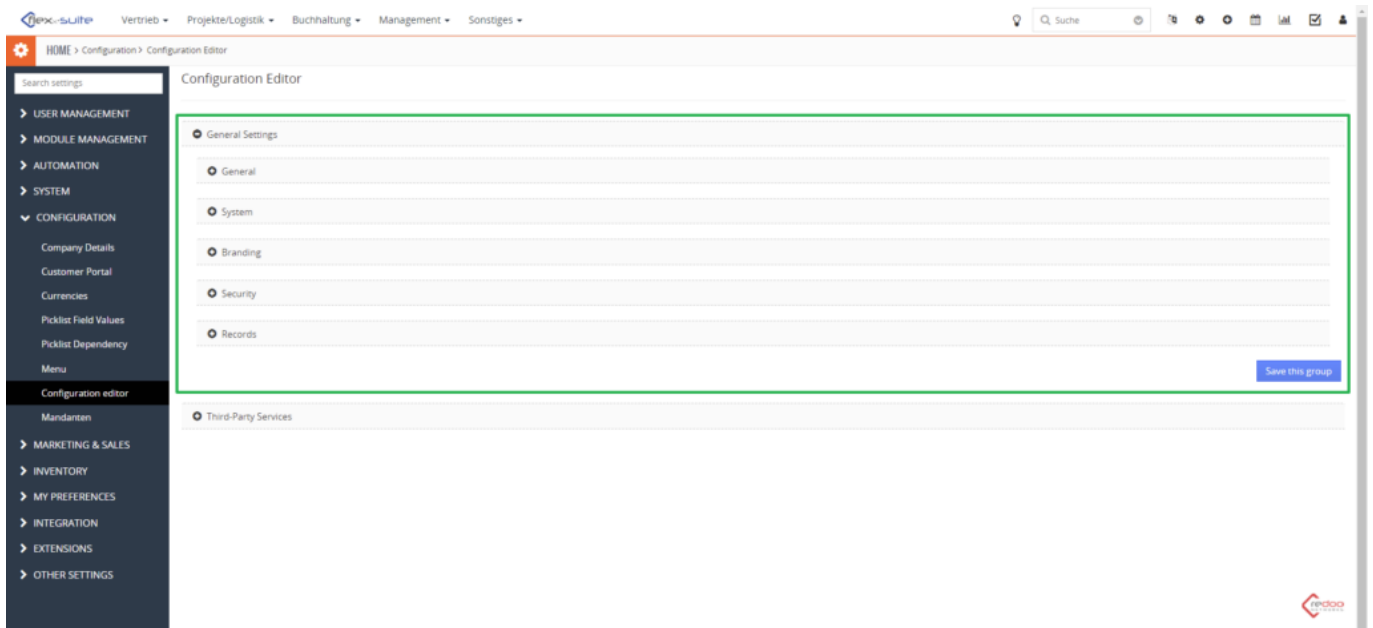 flex-suite Vertrieb Projekte/Logistik Buchhaltung Management Sonstiges Suche
HOME > Configuration > Configuration Editor
Search settings
Configuration Editor
USER MANAGEMENT
MODULE MANAGEMENT
AUTOMATION
SYSTEM
CONFIGURATION
Company Details
Customer Portal
Currencies
Picklist Field Values
Picklist Dependency
Menu
Configuration editor
Mandanten
MARKETING & SALES
INVENTORY
MY PREFERENCES
INTEGRATION
EXTENSIONS
OTHER SETTINGS
General Settings
General
System
Branding
Security
Records
Save this group
Third-Party Services
redoo
NETWORKS